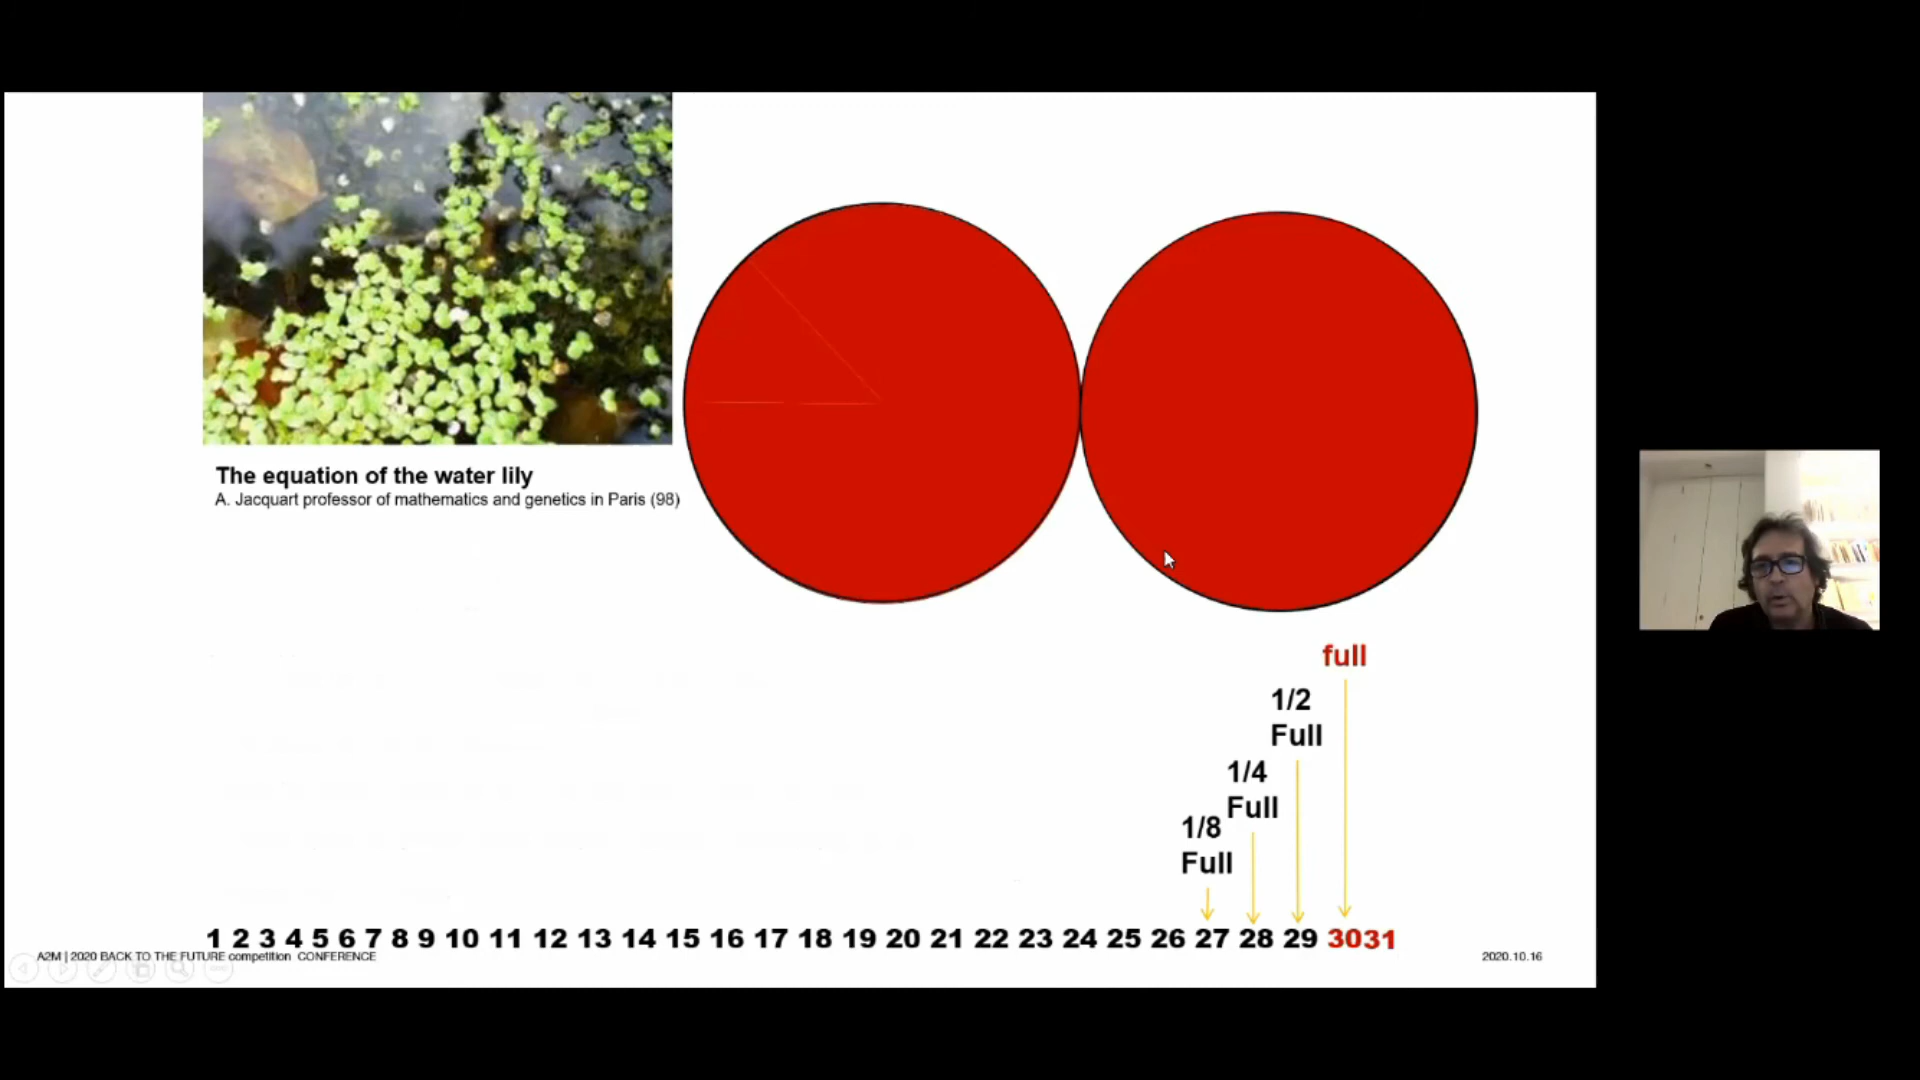 The equation of the water lily
A. Jacquart professor of mathematics and genetics in Paris (98)
full
1/2
Full
1/4
Full
1/8
Full
1 2 3 4 5 6 7 8 9 10 11 12 13 14 15 16 17 18 19 20 21 22 23 24 25 26 27 28 29 30 31
A2M | 2020 BACK TO THE FUTURE competition CONFERENCE
2020.10.16